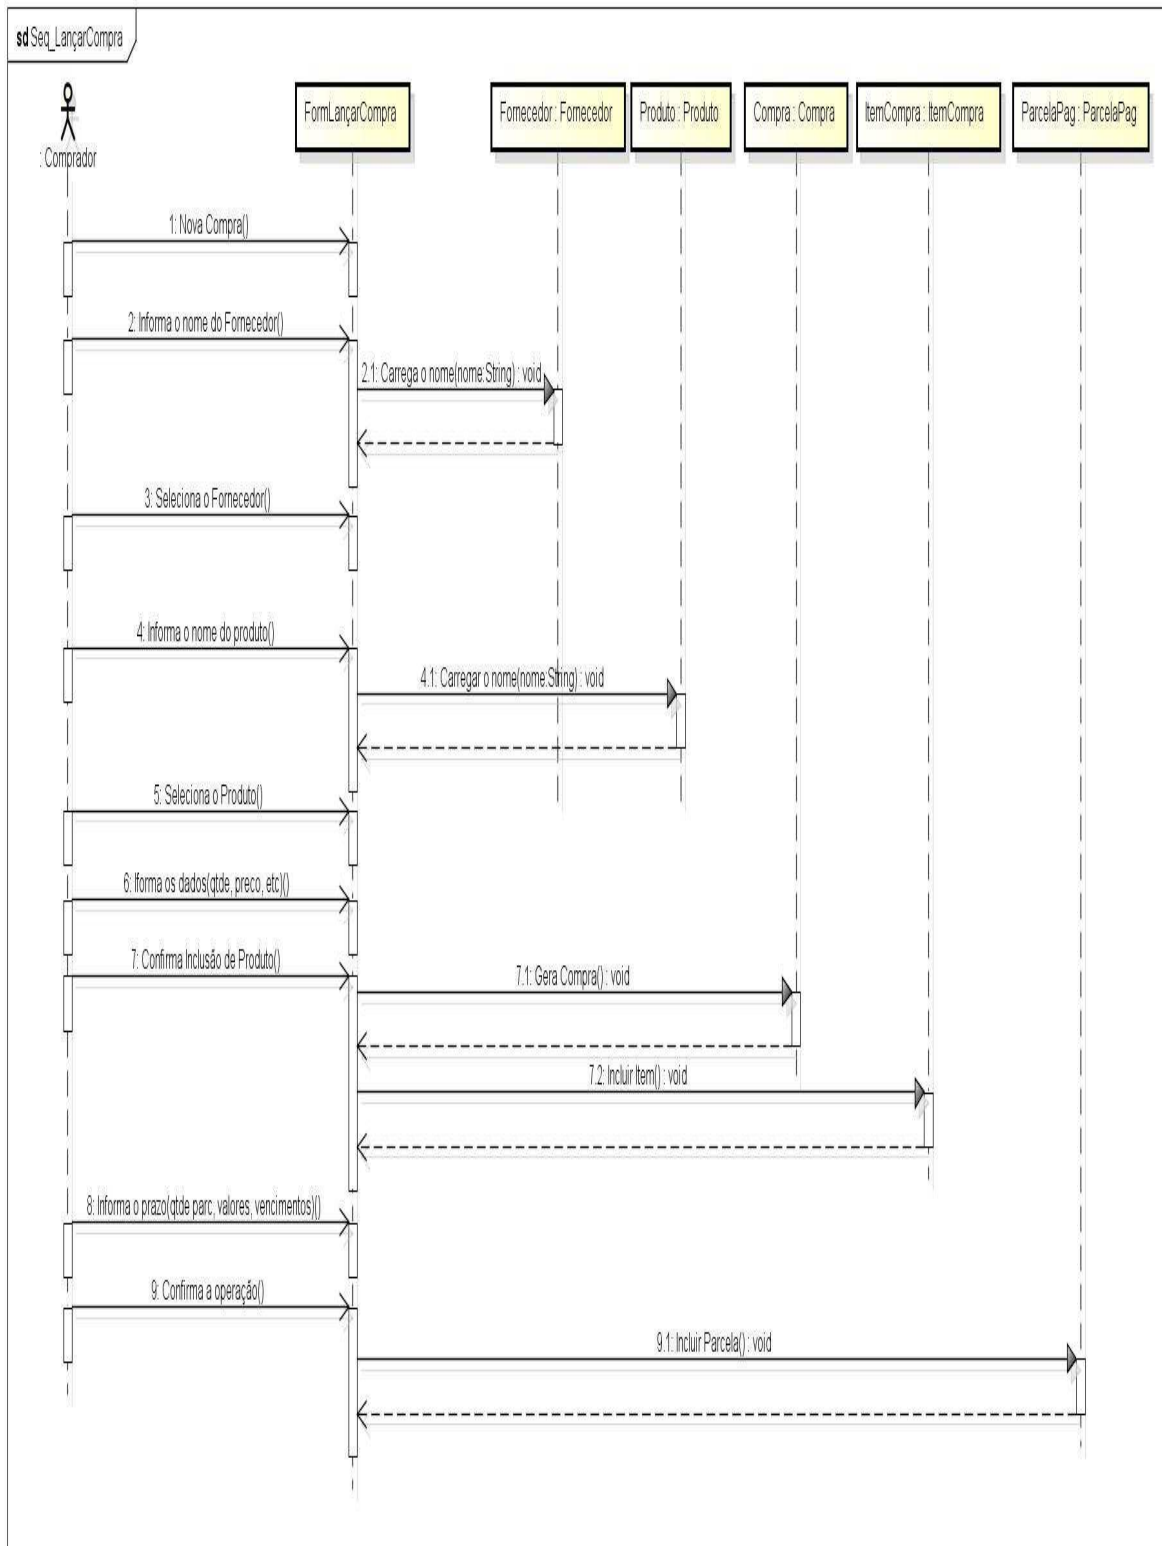 sd Seq_LançarCompra
: Comprador
FormLançarCompra
Fornecedor : Fornecedor
Produto : Produto
Compra : Compra
ItemCompra : ItemCompra
ParcelaPag : ParcelaPag
1: Nova Compra()
2: Informa o nome do Fornecedor()
2.1: Carrega o nome(nome:String) : void
3: Seleciona o Fornecedor()
4: Informa o nome do produto()
4.1: Carregar o nome(nome:String) : void
5: Seleciona o Produto()
6: Iforma os dados(qtde, preco, etc)()
7: Confirma Inclusão de Produto()
7.1: Gera Compra() : void
7.2: Incluir Item() : void
8: Informa o prazo(qtde parc, valores, vencimentos)()
9: Confirma a operação()
9.1: Incluir Parcela() : void